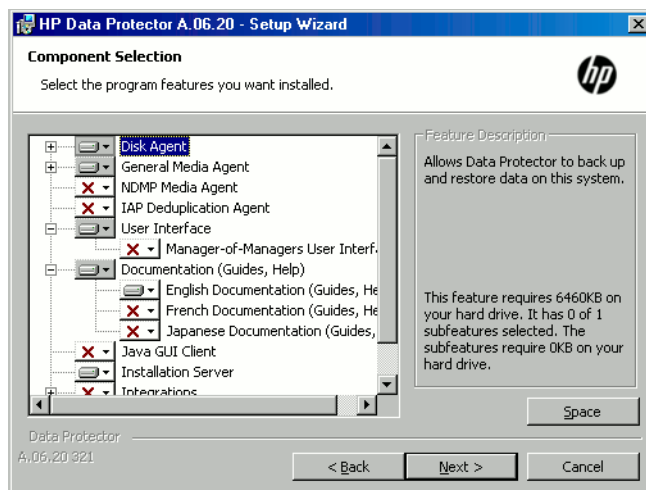 HP Data Protector A.06.20 - Setup Wizard
Component Selection
Select the program features you want installed.
hp
Disk Agent
General Media Agent
NDMP Media Agent
IAP Deduplication Agent
User Interface
Manager-of-Managers User Interf
Documentation (Guides, Help)
English Documentation (Guides, He
French Documentation (Guides, He
Japanese Documentation (Guides,
Java GUI Client
Installation Server
Integrations
Feature Description
Allows Data Protector to back up
and restore data on this system.
This feature requires 6460KB on
your hard drive. It has 0 of 1
subfeatures selected. The
subfeatures require 0KB on your
hard drive.
Space
Data Protector
A.06.20 321
< Back
Next >
Cancel